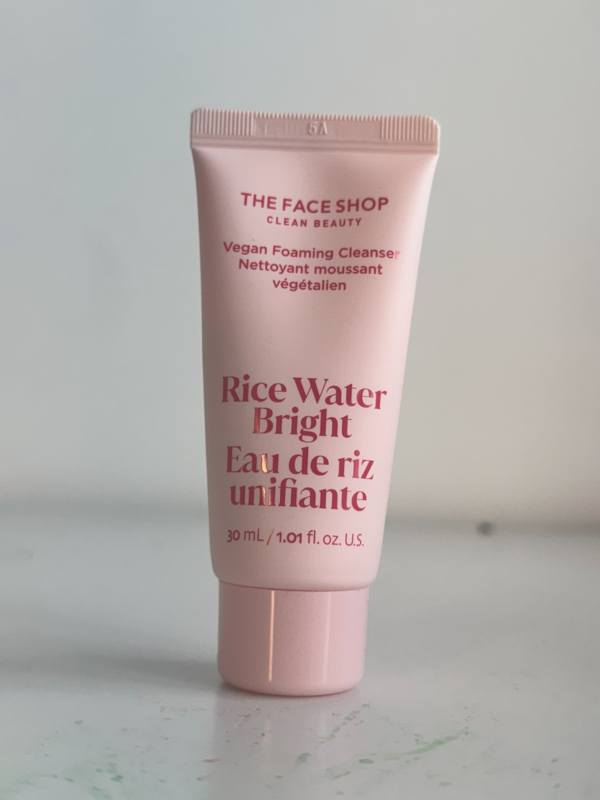 5A
THE FACE SHOP
CLEAN BEAUTY
Vegan Foaming Cleanser
Nettoyant moussant
végétalien
Rice Water
Bright
Eau de riz
unifiante
30 mL / 1.01 fl. oz. U.S.